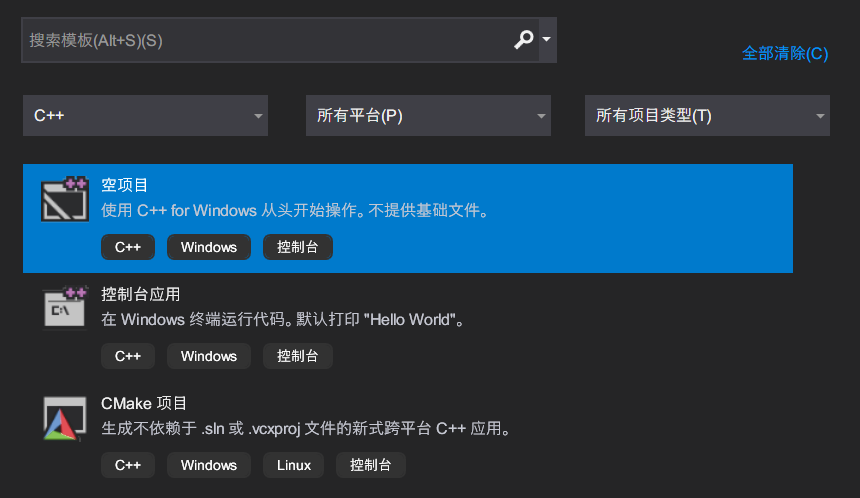 搜索模板(Alt+S)(S)
全部清除(C)
C++ 所有平台(P) 所有项目类型(T)
空项目
使用 C++ for Windows 从头开始操作。不提供基础文件。
C++ Windows 控制台
控制台应用
在 Windows 终端运行代码。默认打印 "Hello World"。
C++ Windows 控制台
CMake 项目
生成不依赖于 .sln 或 .vcxproj 文件的新式跨平台 C++ 应用。
C++ Windows Linux 控制台